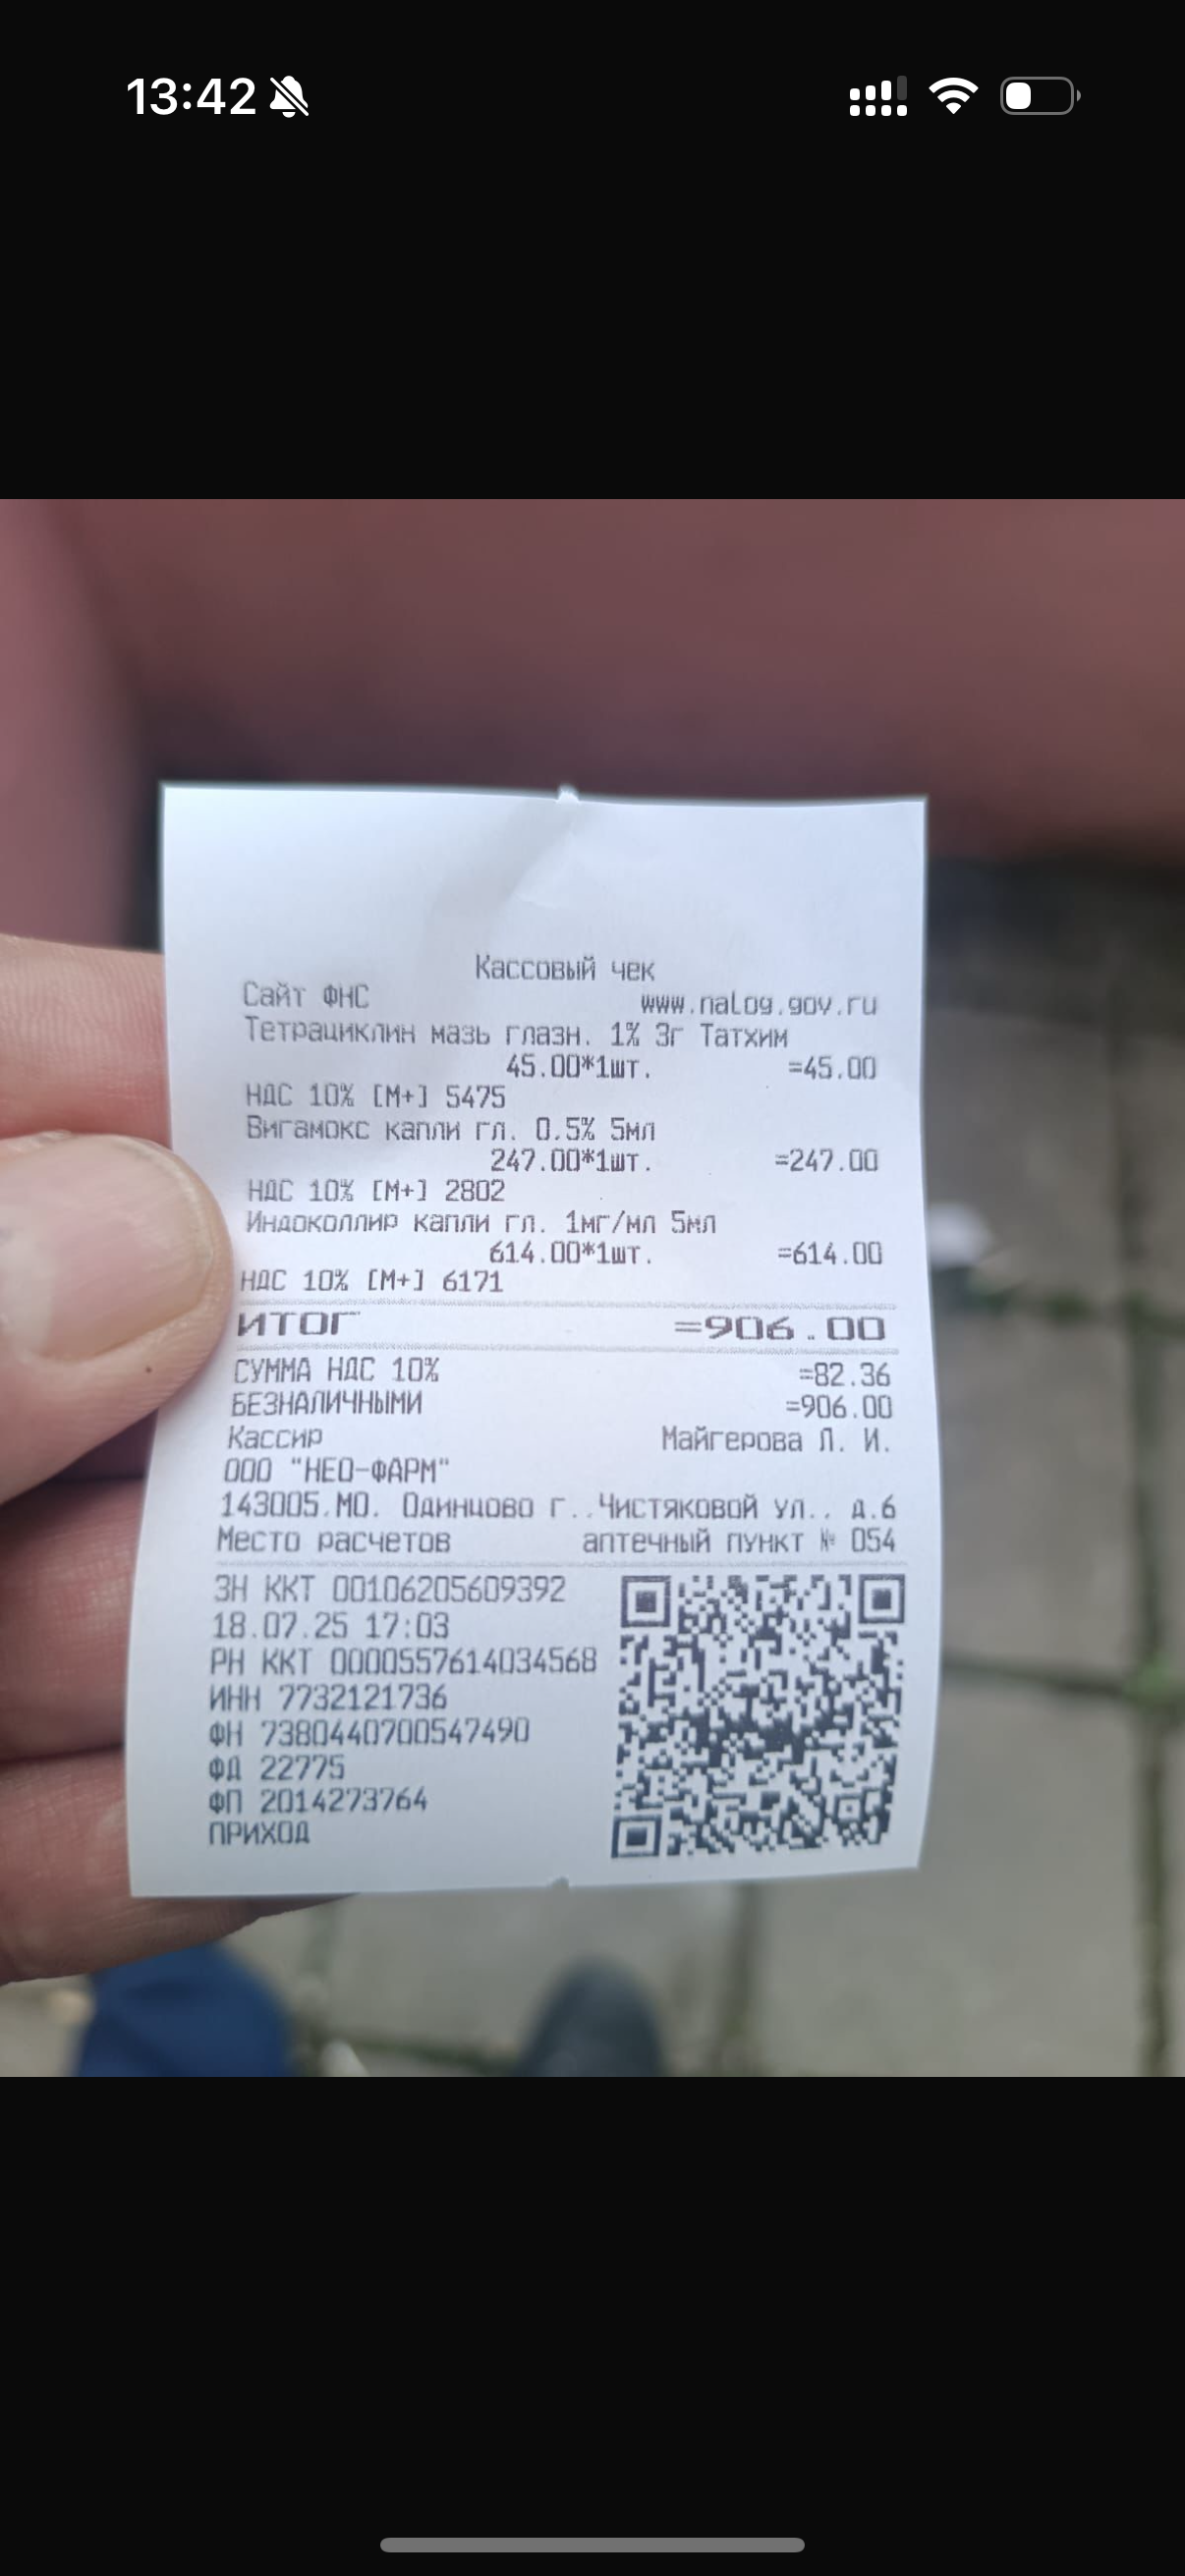 13:42
Кассовый чек
Сайт ФНС www.nalog.gov.ru
Тетрациклин мазь глазн. 1% 3г Татхим
45.00*1шт. =45.00
НДС 10% [М+] 5475
Вигамокс капли гл. 0.5% 5мл
247.00*1шт. =247.00
НДС 10% [М+] 2802
Индоколлир капли гл. 1мг/мл 5мл
614.00*1шт. =614.00
НДС 10% [М+] 6171
ИТОГ =906.00
СУММА НДС 10% =82.36
БЕЗНАЛИЧНЫМИ =906.00
Кассир Майгерова Л. И.
ООО "НЕО-ФАРМ"
143005,МО, Одинцово г.,Чистяковой ул., д.6
Место расчетов аптечный пункт № 054
ЗН ККТ 00106205609392
18.07.25 17:03
РН ККТ 0000557614034568
ИНН 7732121736
ФН 7380440700547490
ФД 22775
ФП 2014273764
ПРИХОД